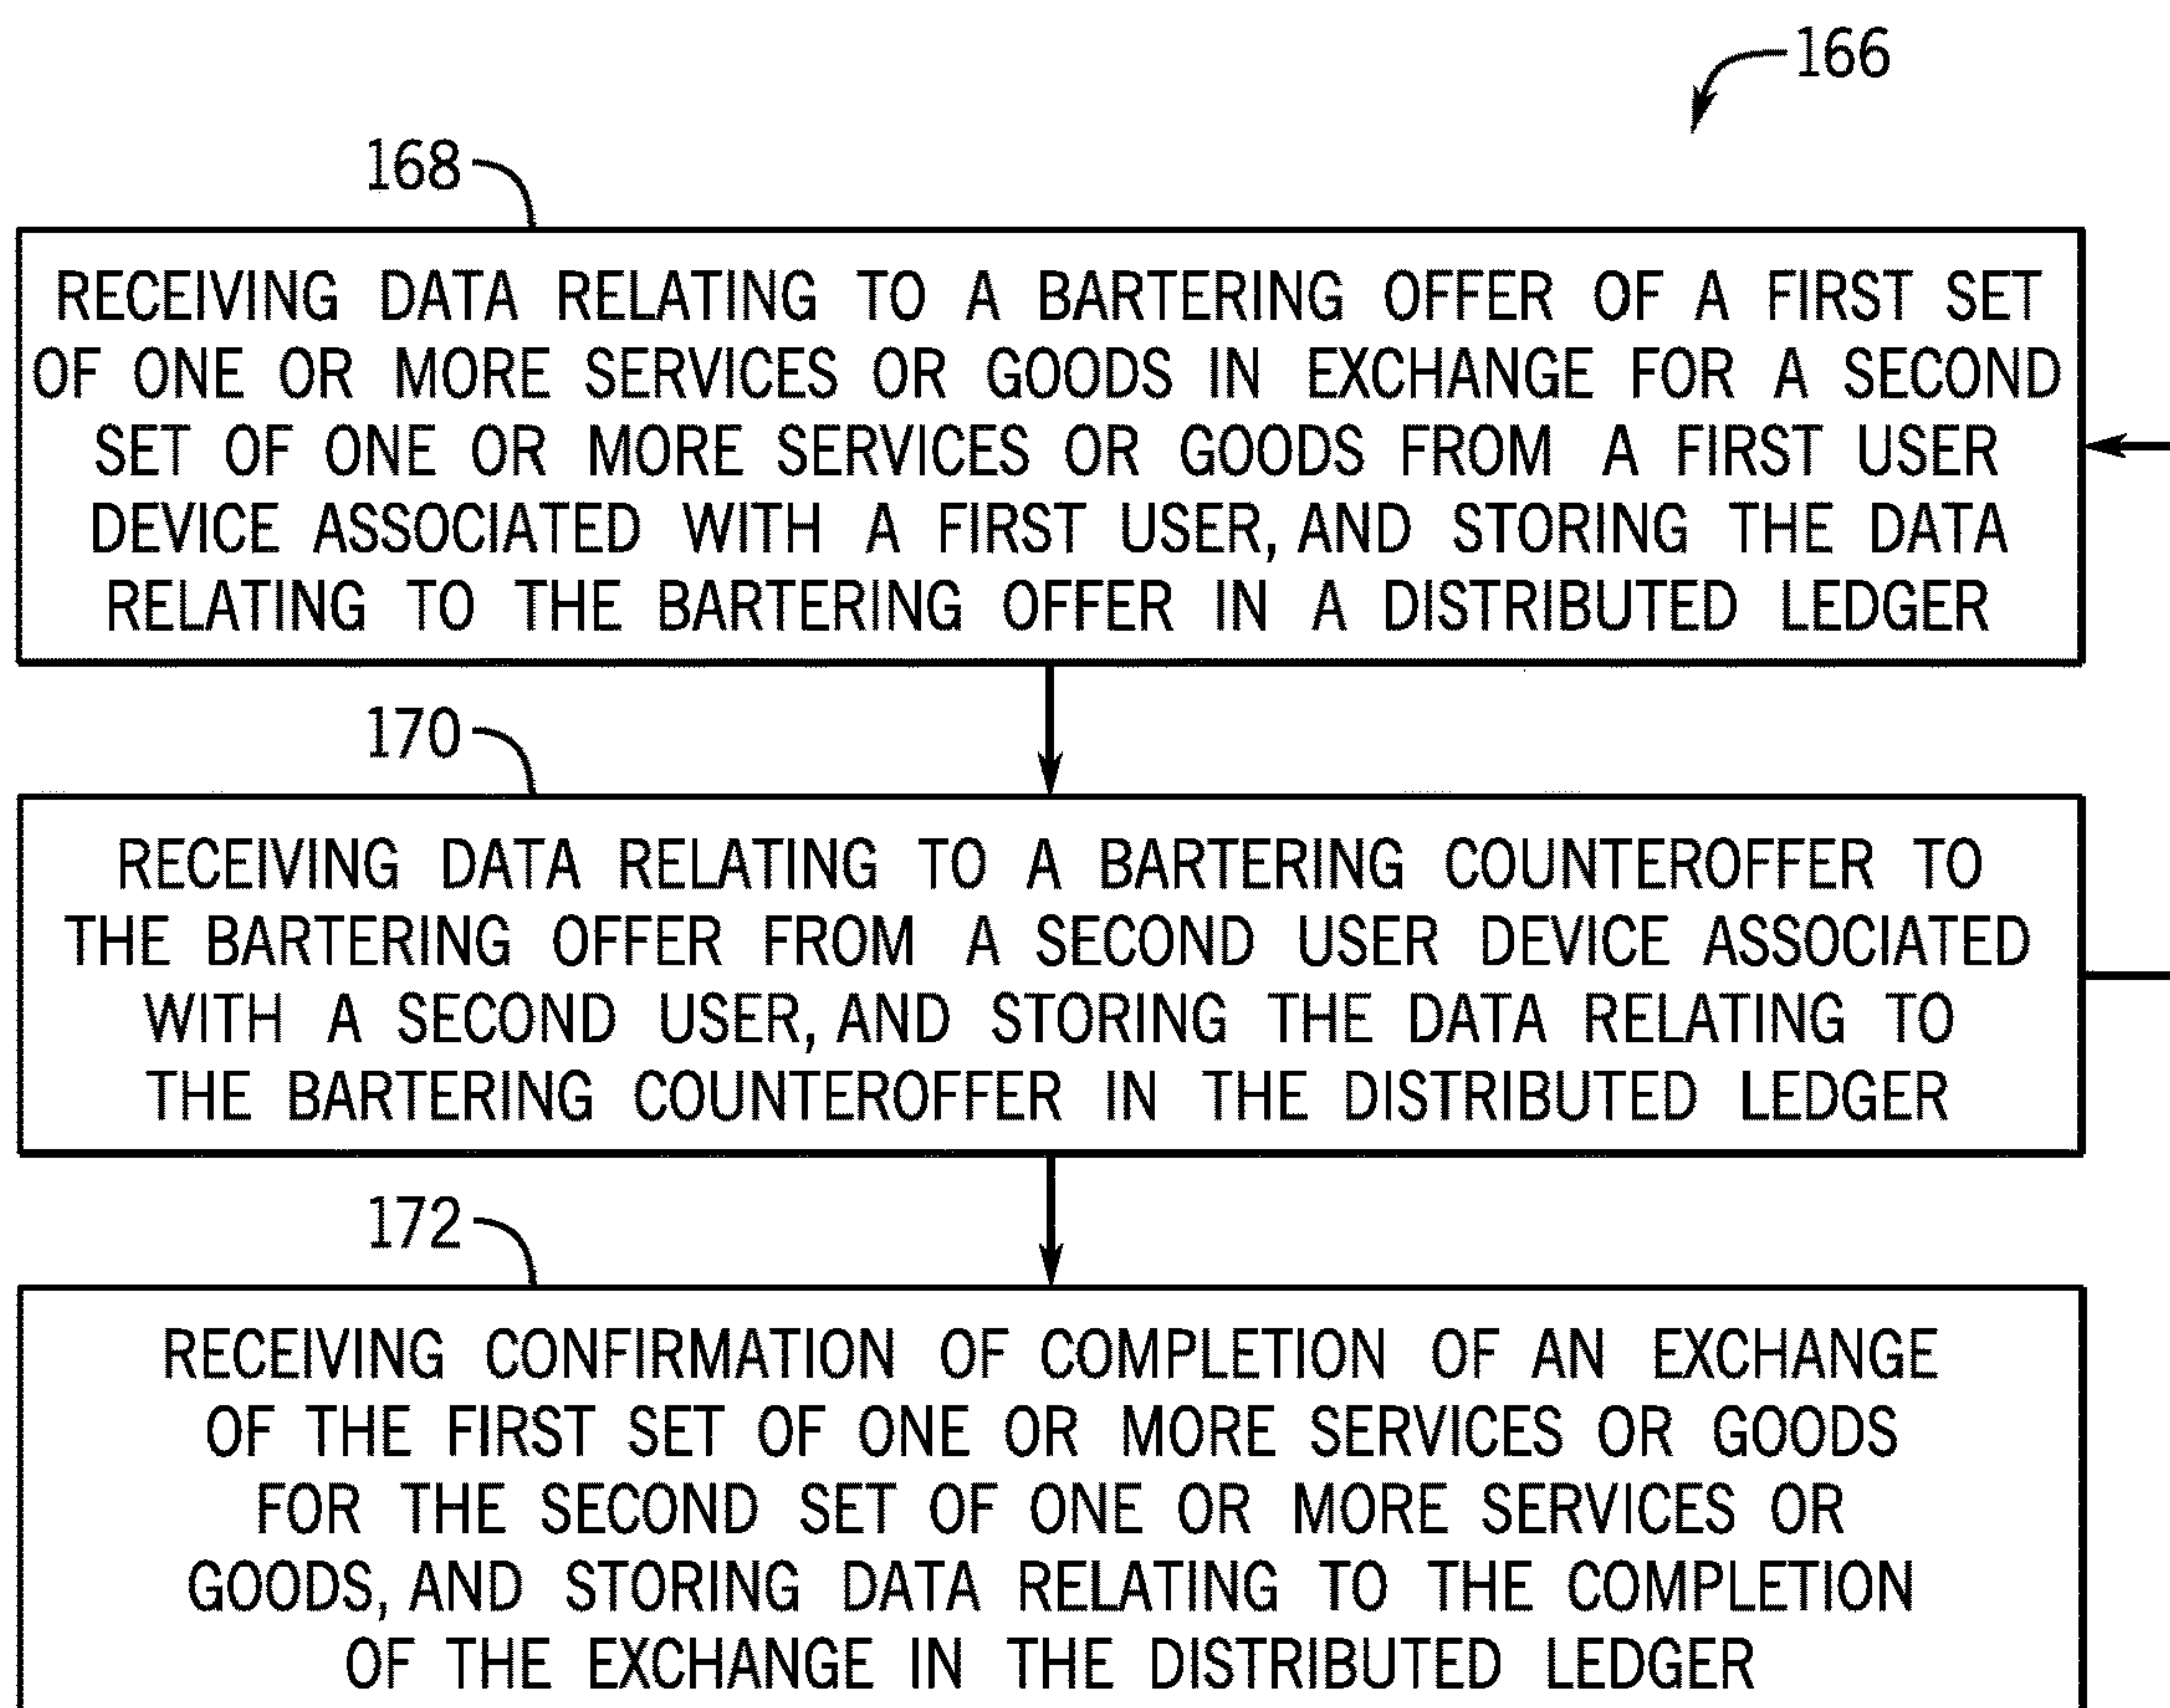 166
168
RECEIVING DATA RELATING TO A BARTERING OFFER OF A FIRST SET
OF ONE OR MORE SERVICES OR GOODS IN EXCHANGE FOR A SECOND
SET OF ONE OR MORE SERVICES OR GOODS FROM A FIRST USER
DEVICE ASSOCIATED WITH A FIRST USER, AND STORING THE DATA
RELATING TO THE BARTERING OFFER IN A DISTRIBUTED LEDGER
170
RECEIVING DATA RELATING TO A BARTERING COUNTEROFFER TO
THE BARTERING OFFER FROM A SECOND USER DEVICE ASSOCIATED
WITH A SECOND USER, AND STORING THE DATA RELATING TO
THE BARTERING COUNTEROFFER IN THE DISTRIBUTED LEDGER
172
RECEIVING CONFIRMATION OF COMPLETION OF AN EXCHANGE
OF THE FIRST SET OF ONE OR MORE SERVICES OR GOODS
FOR THE SECOND SET OF ONE OR MORE SERVICES OR
GOODS, AND STORING DATA RELATING TO THE COMPLETION
OF THE EXCHANGE IN THE DISTRIBUTED LEDGER